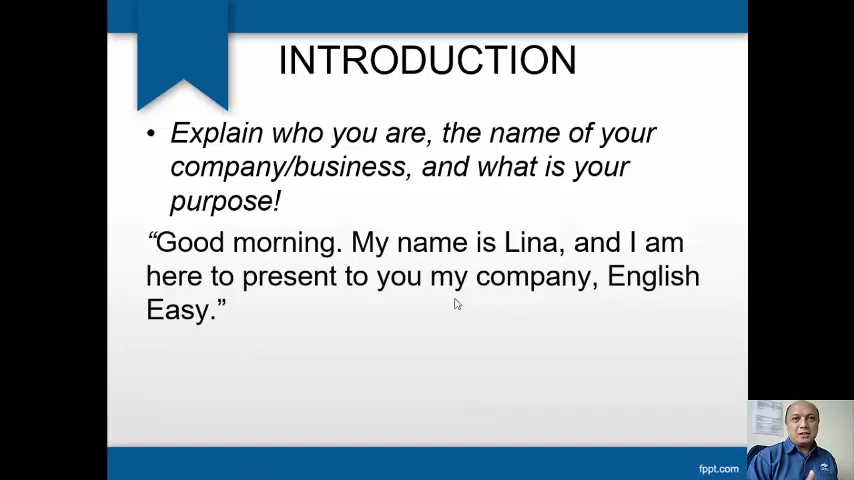 INTRODUCTION
• Explain who you are, the name of your
company/business, and what is your
purpose!
“Good morning. My name is Lina, and I am
here to present to you my company, English
Easy.”
fppt.com